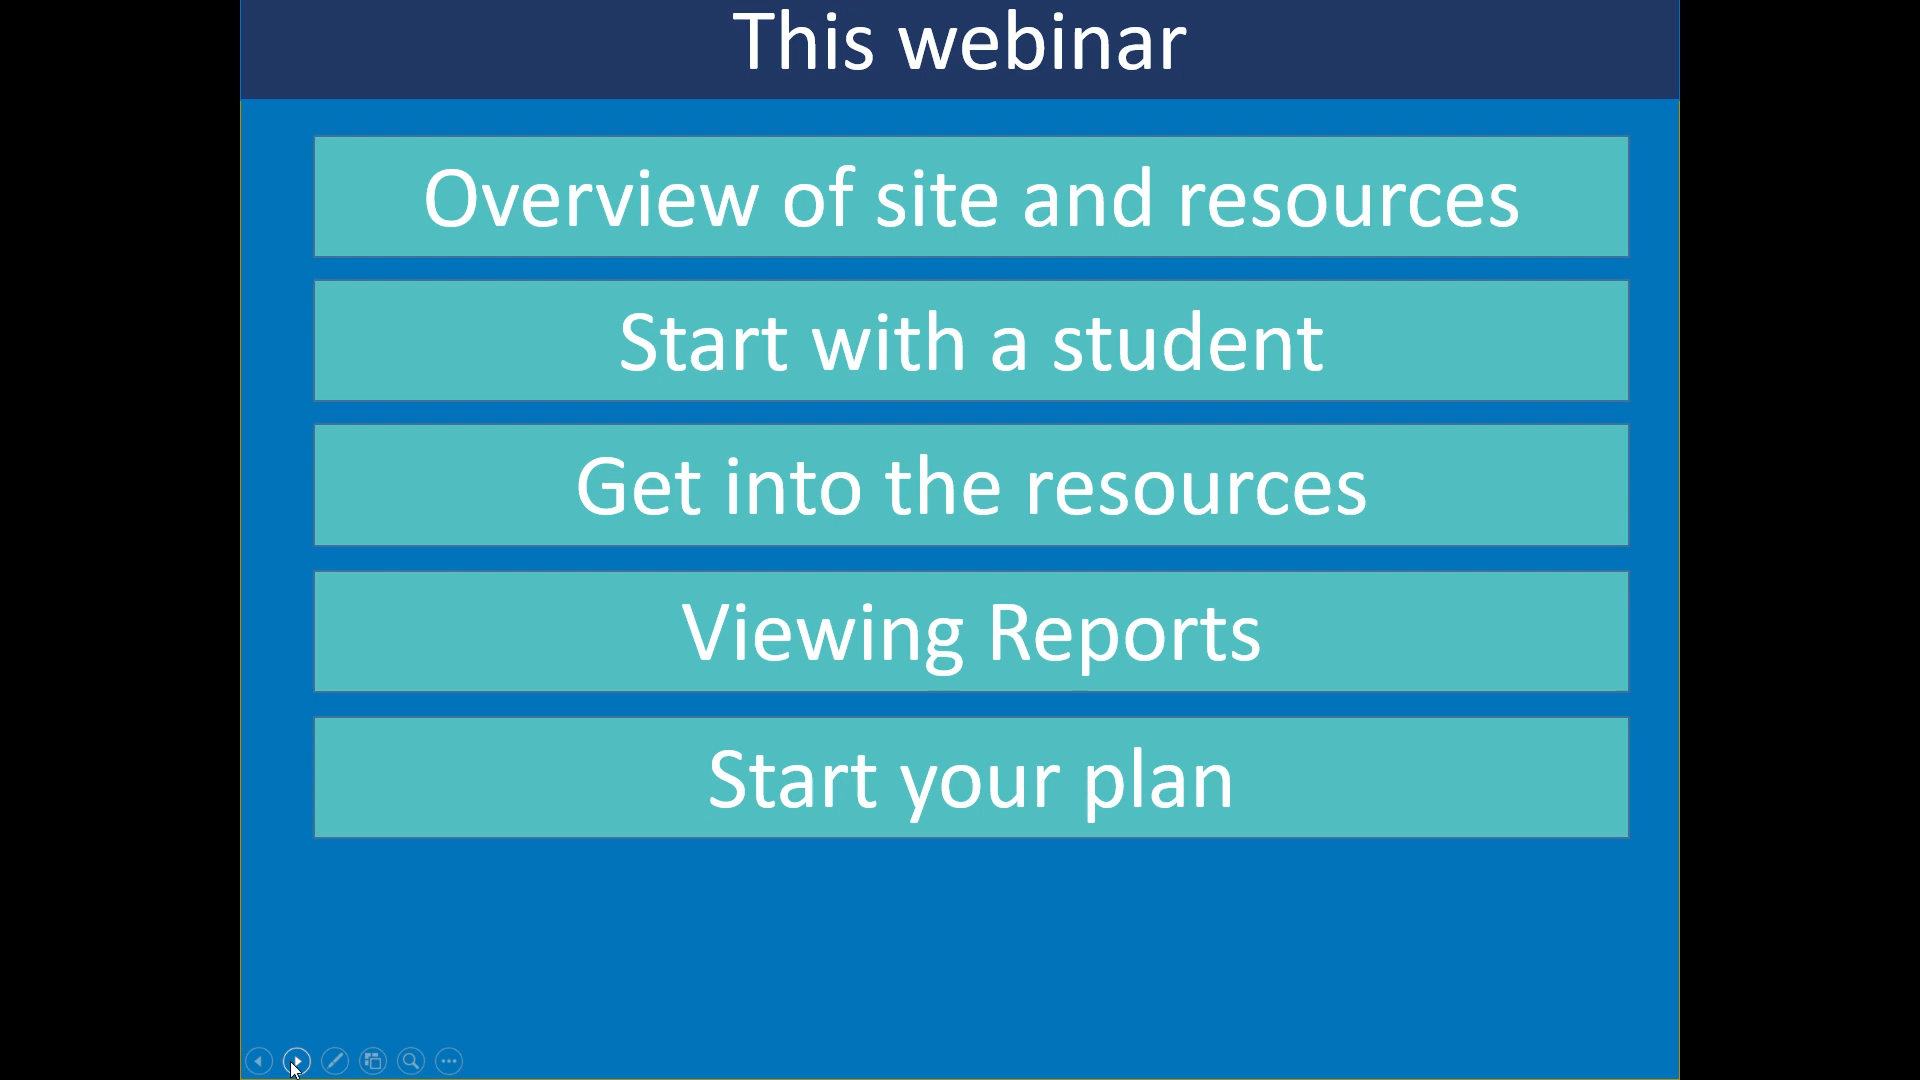 This webinar
Overview of site and resources
Start with a student
Get into the resources
Viewing Reports
Start your plan